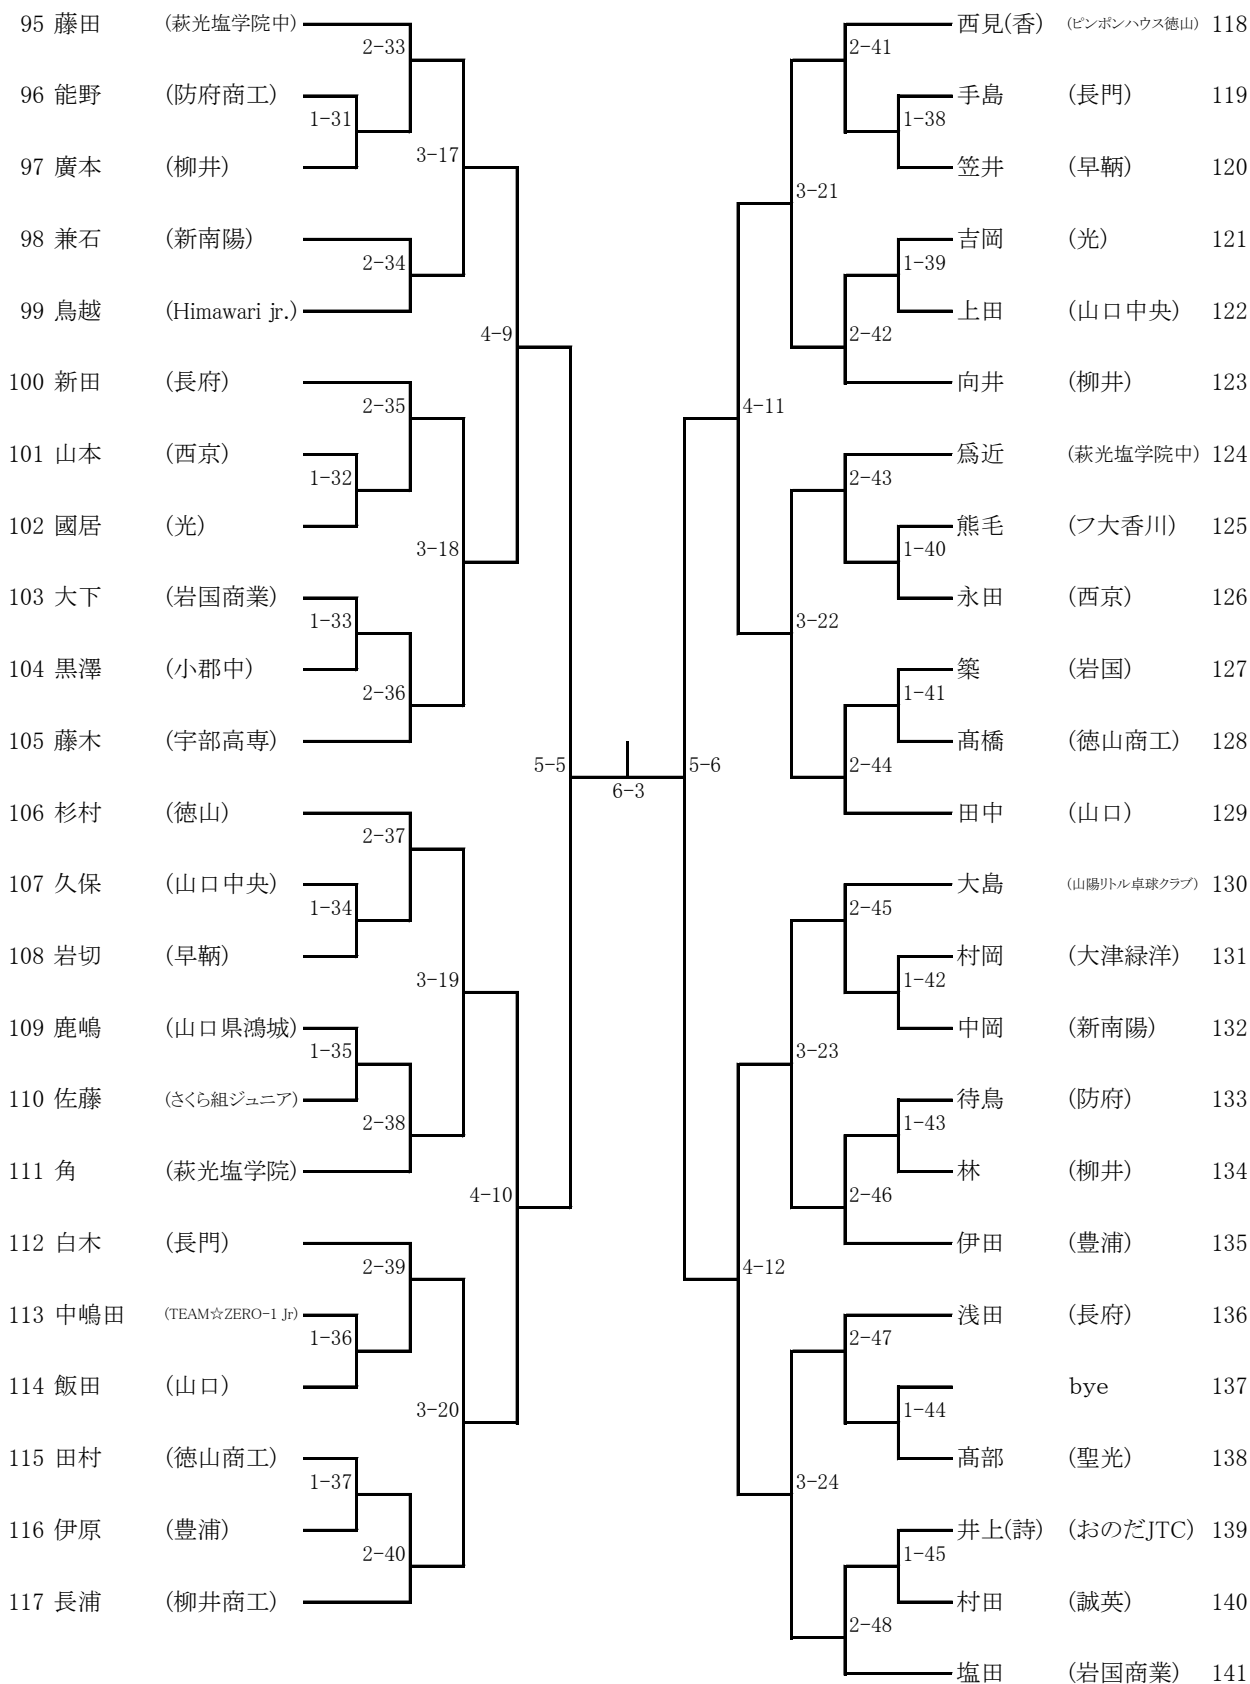 95 藤田 (萩光塩学院中)
2-33
96 能野 (防府商工)
1-31
97 廣本 (柳井)
3-17
98 兼石 (新南陽)
2-34
99 鳥越 (Himawari jr.)
4-9
100 新田 (長府)
2-35
101 山本 (西京)
1-32
102 國居 (光)
3-18
103 大下 (岩国商業)
1-33
104 黒澤 (小郡中)
2-36
105 藤木 (宇部高専)
5-5
6-3
106 杉村 (徳山)
2-37
107 久保 (山口中央)
1-34
108 岩切 (早鞆)
3-19
109 鹿嶋 (山口県鴻城)
1-35
110 佐藤 (さくら組ジュニア)
2-38
111 角 (萩光塩学院)
4-10
112 白木 (長門)
2-39
113 中嶋田 (TEAM☆ZERO-1 Jr)
1-36
114 飯田 (山口)
3-20
115 田村 (徳山商工)
1-37
116 伊原 (豊浦)
2-40
117 長浦 (柳井商工)
西見(香) (ピンポンハウス徳山) 118
2-41
手島 (長門) 119
1-38
笠井 (早鞆) 120
3-21
吉岡 (光) 121
1-39
上田 (山口中央) 122
2-42
向井 (柳井) 123
4-11
爲近 (萩光塩学院中) 124
2-43
熊毛 (フ大香川) 125
1-40
永田 (西京) 126
3-22
築 (岩国) 127
1-41
髙橋 (徳山商工) 128
2-44
5-6
田中 (山口) 129
大島 (山陽リトル卓球クラブ) 130
2-45
村岡 (大津緑洋) 131
1-42
中岡 (新南陽) 132
3-23
待鳥 (防府) 133
1-43
林 (柳井) 134
2-46
伊田 (豊浦) 135
4-12
浅田 (長府) 136
2-47
bye 137
1-44
髙部 (聖光) 138
3-24
井上(詩) (おのだJTC) 139
1-45
村田 (誠英) 140
2-48
塩田 (岩国商業) 141